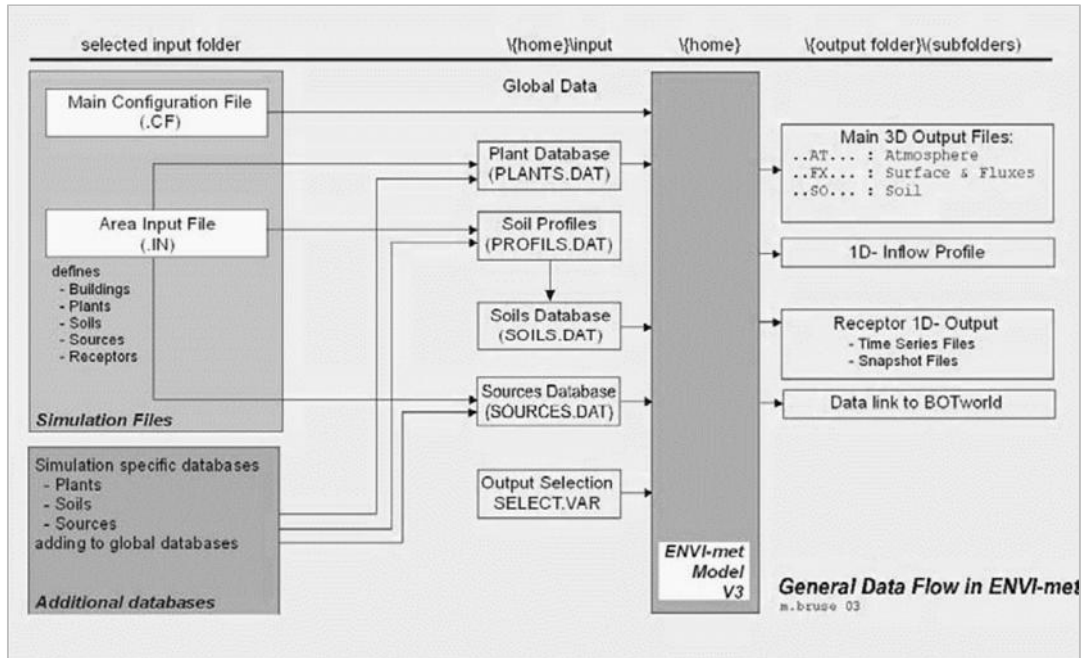 selected input folder
\{home}\input
\{home}
\{output folder}\(subfolders)
Main Configuration File
(.CF)
Area Input File
(.IN)
defines
- Buildings
- Plants
- Soils
- Sources
- Receptors
Simulation Files
Simulation specific databases
- Plants
- Soils
- Sources
adding to global databases
Additional databases
Global Data
Plant Database
(PLANTS.DAT)
Soil Profiles
(PROFILS.DAT)
Soils Database
(SOILS.DAT)
Sources Database
(SOURCES.DAT)
Output Selection
SELECT.VAR
ENVI-met
Model
V3
Main 3D Output Files:
..AT... : Atmosphere
..FX... : Surface & Fluxes
..SO... : Soil
1D- Inflow Profile
Receptor 1D- Output
- Time Series Files
- Snapshot Files
Data link to BOTworld
General Data Flow in ENVI-met
m.bruse 03